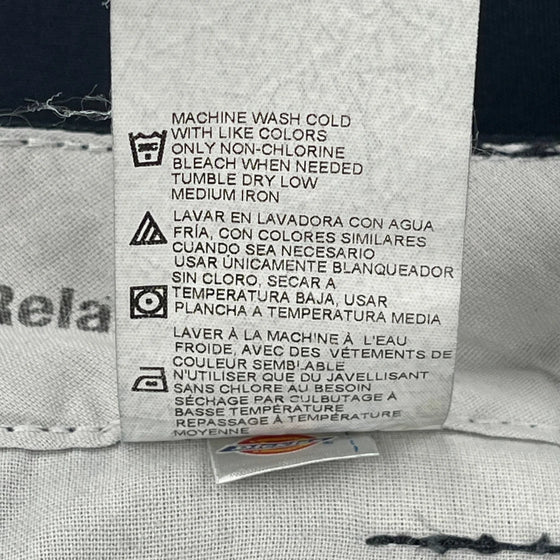 MACHINE WASH COLD
WITH LIKE COLORS
ONLY NON-CHLORINE
BLEACH WHEN NEEDED
TUMBLE DRY LOW
MEDIUM IRON
LAVAR EN LAVADORA CON AGUA
FRÍA, CON COLORES SIMILARES
CUANDO SEA NECESARIO
USAR ÚNICAMENTE BLANQUEADOR
SIN CLORO, SECAR A
TEMPERATURA BAJA, USAR
PLANCHA A TEMPERATURA MEDIA
LAVER À LA MACHINE À L'EAU
FROIDE, AVEC DES VÉTEMENTS DE
COULEUR SEMBLABLE
N'UTILISER QUE DU JAVELLISANT
SANS CHLORE AU BESOIN
SÉCHAGE PAR CULBUTAGE À
BASSE TEMPÉRATURE
REPASSAGE À TEMPÉRATURE
MOYENNE
Rela